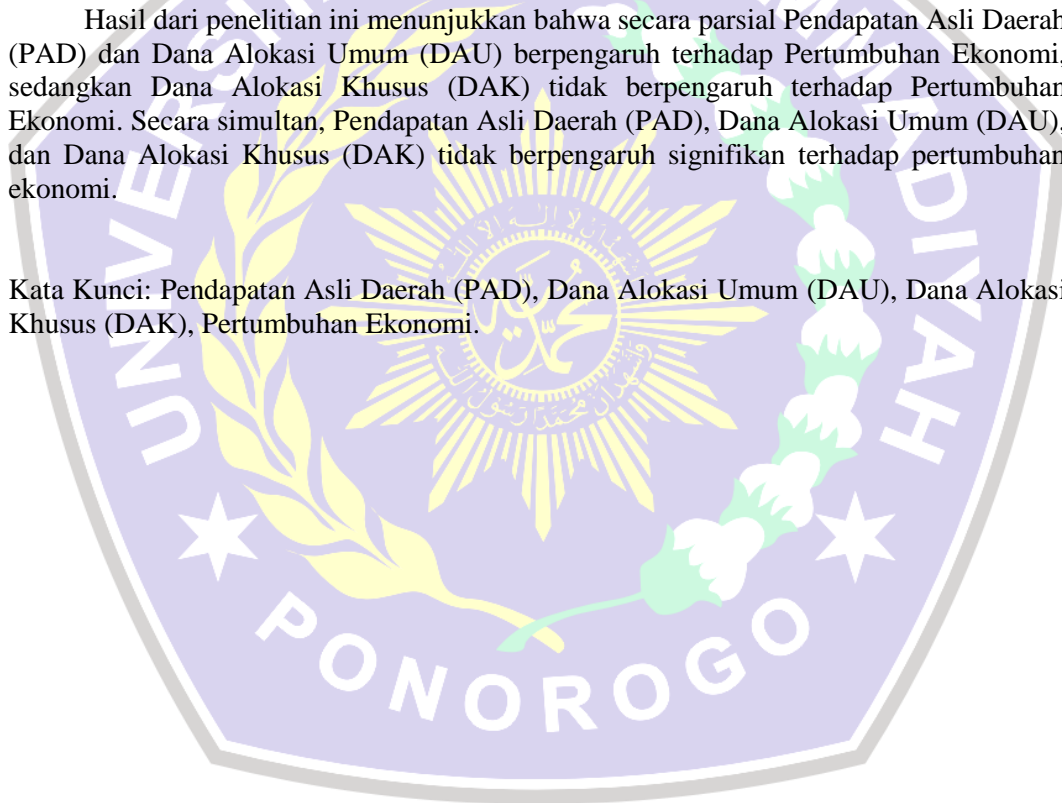 Hasil dari penelitian ini menunjukkan bahwa secara parsial Pendapatan Asli Daerah
(PAD) dan Dana Alokasi Umum (DAU) berpengaruh terhadap Pertumbuhan Ekonomi,
sedangkan Dana Alokasi Khusus (DAK) tidak berpengaruh terhadap Pertumbuhan
Ekonomi. Secara simultan, Pendapatan Asli Daerah (PAD), Dana Alokasi Umum (DAU),
dan Dana Alokasi Khusus (DAK) tidak berpengaruh signifikan terhadap pertumbuhan
ekonomi.
Kata Kunci: Pendapatan Asli Daerah (PAD), Dana Alokasi Umum (DAU), Dana Alokasi
Khusus (DAK), Pertumbuhan Ekonomi.
PONOROGO